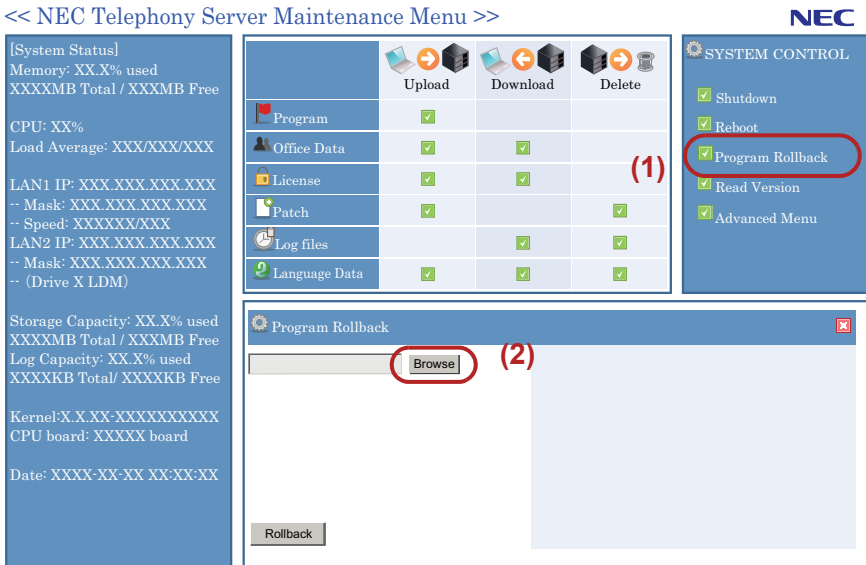 << NEC Telephony Server Maintenance Menu >>
NEC
[System Status]
Memory: XX.X% used
XXXXMB Total / XXXMB Free
CPU: XX%
Load Average: XXX/XXX/XXX
LAN1 IP: XXX.XXX.XXX.XXX
-- Mask: XXX.XXX.XXX.XXX
-- Speed: XXXXXX/XXX
LAN2 IP: XXX.XXX.XXX.XXX
-- Mask: XXX.XXX.XXX.XXX
-- (Drive X LDM)
Storage Capacity: XX.X% used
XXXXMB Total / XXXMB Free
Log Capacity: XX.X% used
XXXXKB Total/ XXXXKB Free
Kernel:X.X.XX-XXXXXXXXXX
CPU board: XXXXX board
Date: XXXX-XX-XX XX:XX:XX
Upload Download Delete
Program
Office Data
License
Patch
Log files
Language Data
(1)
SYSTEM CONTROL
Shutdown
Reboot
Program Rollback
Read Version
Advanced Menu
Program Rollback
Browse
(2)
Rollback